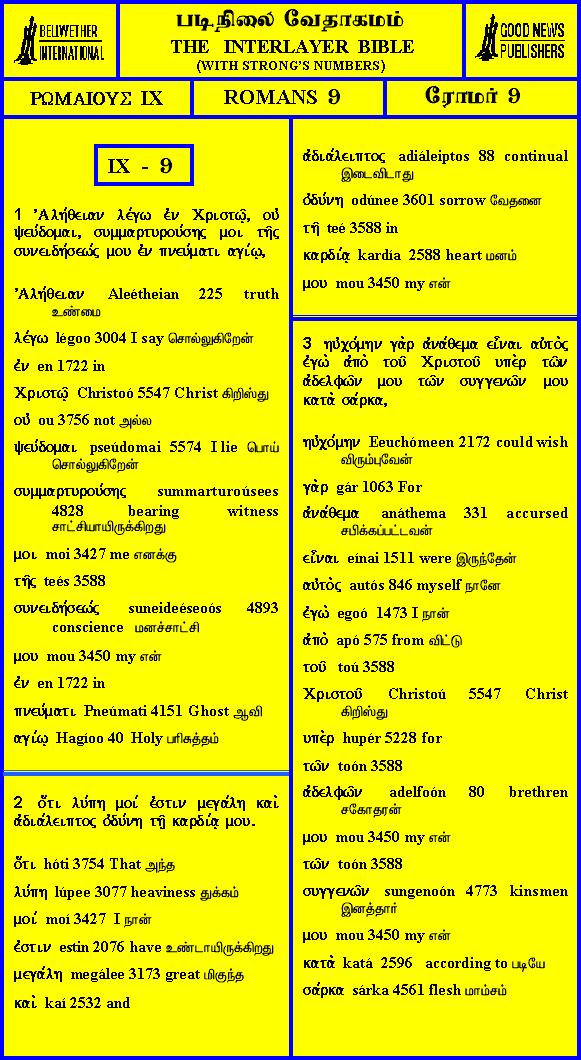 BELLWETHER
INTERNATIONAL
படிநிலை வேதாகமம்
THE INTERLAYER BIBLE
(WITH STRONG'S NUMBERS)
GOOD NEWS
PUBLISHERS
ΡΩΜΑΙΟΥΣ IX
ROMANS 9
ரோமர் 9
IX - 9
1 Ἀλήθειαν λέγω ἐν Χριστῷ, οὐ
ψεύδομαι, συμμαρτυρούσης μοι τῆς
συνειδήσεώς μου ἐν πνεύματι αγίῳ,
Ἀλήθειαν Aleétheian 225 truth
உண்மை
λέγω légoo 3004 I say சொல்லுகிறேன்
ἐν en 1722 in
Χριστῷ Christoó 5547 Christ கிறிஸ்து
οὐ ou 3756 not அல்ல
ψεύδομαι pseúdomai 5574 I lie பொய்
சொல்லுகிறேன்
συμμαρτυρούσης summarturoúsees
4828 bearing witness
சாட்சியாயிருக்கிறது
μοι moi 3427 me எனக்கு
τῆς teés 3588
συνειδήσεώς suneideéseoós 4893
conscience மனச்சாட்சி
μου mou 3450 my என்
ἐν en 1722 in
πνεύματι Pneúmati 4151 Ghost ஆவி
αγίῳ Hagíoo 40 Holy பரிசுத்தம்
2 ὅτι λύπη μοί ἐστιν μεγάλη καὶ
ἀδιάλειπτος ὀδύνη τῇ καρδίᾳ μου.
ὅτι hóti 3754 That அந்த
λύπη lúpee 3077 heaviness துக்கம்
μοί moí 3427 I நான்
ἐστιν estin 2076 have உண்டாயிருக்கிறது
μεγάλη megálee 3173 great மிகுந்த
καὶ kaí 2532 and
ἀδιάλειπτος adiáleiptos 88 continual
இடைவிடாது
ὀδύνη odúnee 3601 sorrow வேதனை
τῇ teé 3588 in
καρδίᾳ kardía 2588 heart மனம்
μου mou 3450 my என்
3 ηὐχόμην γὰρ ἀνάθεμα εἶναι αὐτὸς
ἐγὼ ἀπὸ τοῦ Χριστοῦ ὑπὲρ τῶν
ἀδελφῶν μου τῶν συγγενῶν μου
κατὰ σάρκα,
ηὐχόμην Eeuchómeen 2172 could wish
விரும்புவேன்
γὰρ gár 1063 For
ἀνάθεμα anáthema 331 accursed
சபிக்கப்பட்டவன்
εἶναι eínai 1511 were இருந்தேன்
αὐτὸς autós 846 myself நானே
ἐγὼ egoó 1473 I நான்
ἀπὸ apó 575 from விட்டு
τοῦ toú 3588
Χριστοῦ Christoú 5547 Christ
கிறிஸ்து
υπὲρ hupér 5228 for
τῶν toón 3588
ἀδελφῶν adelfoón 80 brethren
சகோதரன்
μου mou 3450 my என்
τῶν toón 3588
συγγενῶν sungenoón 4773 kinsmen
இனத்தார்
μου mou 3450 my என்
κατὰ katá 2596 according to படியே
σάρκα sárka 4561 flesh மாம்சம்